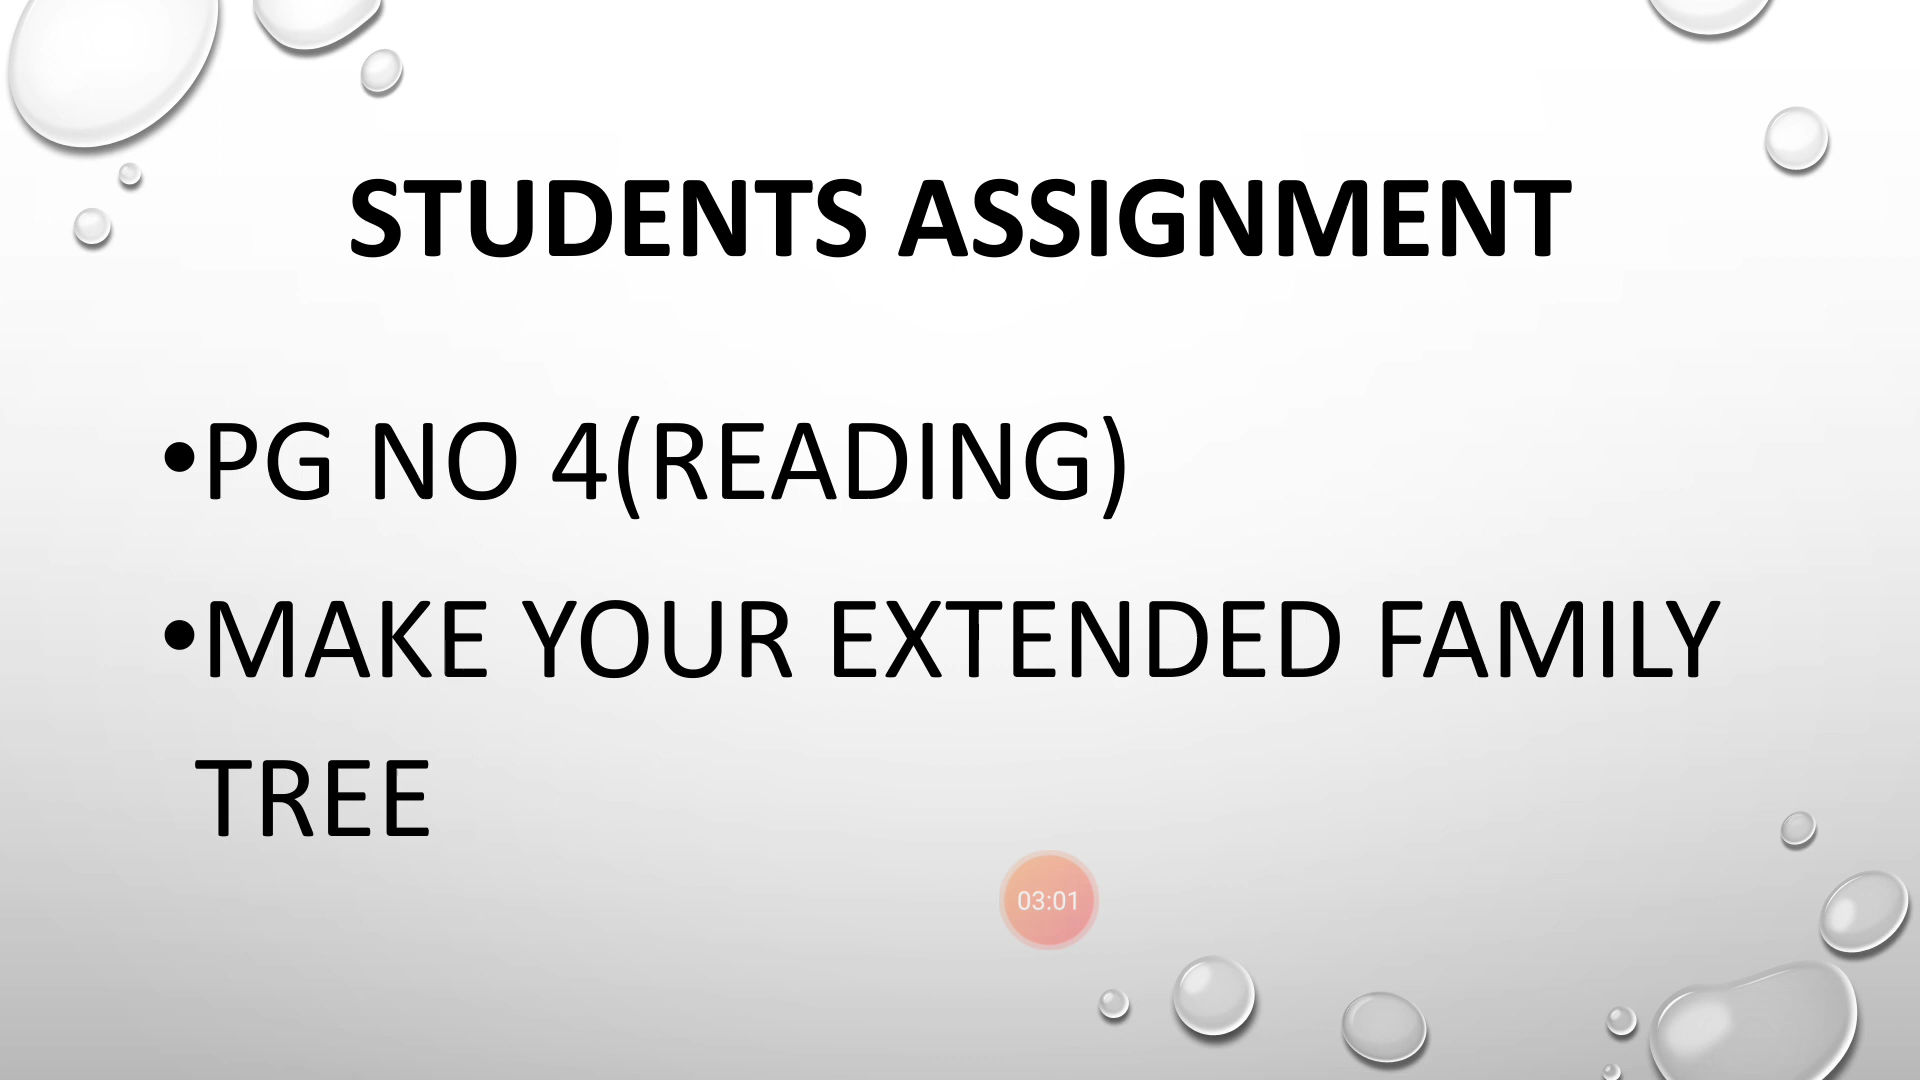 STUDENTS ASSIGNMENT
•PG NO 4(READING)
•MAKE YOUR EXTENDED FAMILY
TREE
03:01